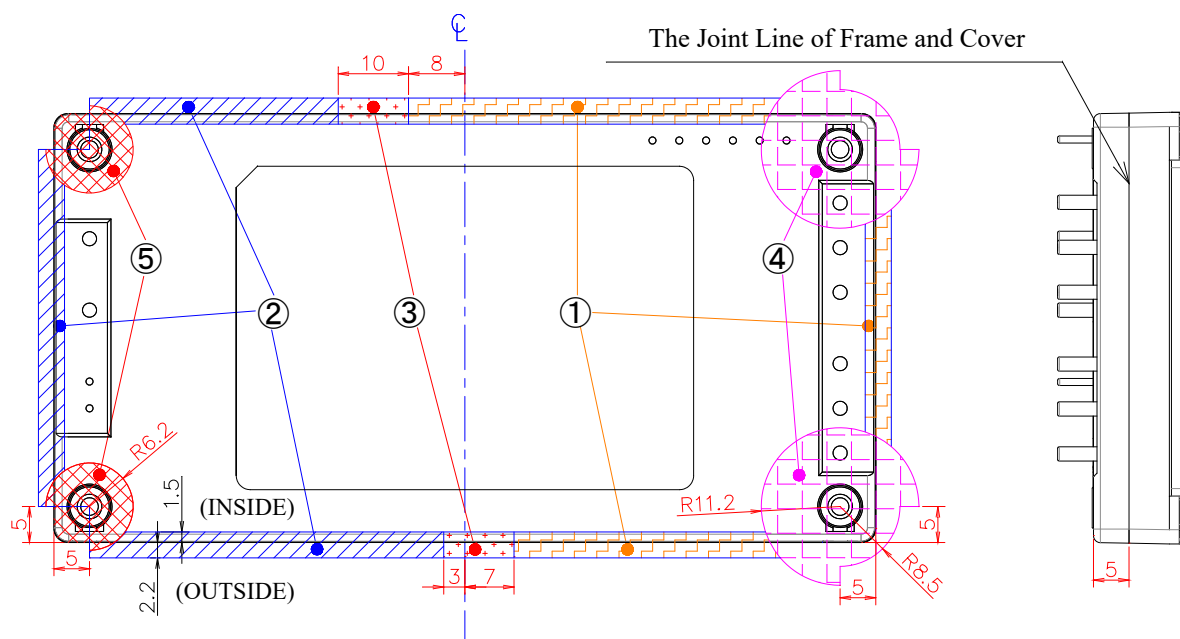 ℄
The Joint Line of Frame and Cover
10
8
⑤
④
②
③
①
R6.2
1.5
(INSIDE)
R11.2
5
5
5
2.2
(OUTSIDE)
3
7
R8.5
5
5